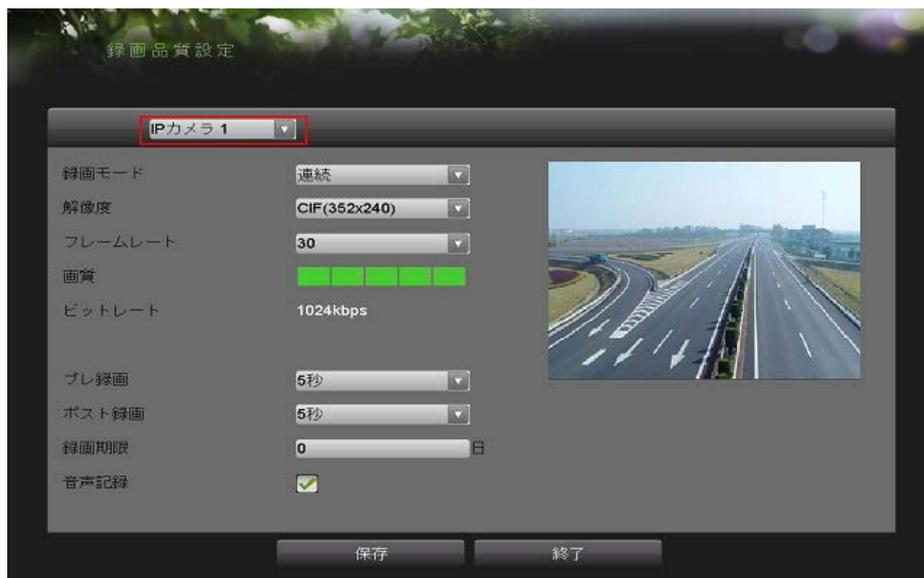 録画品質設定
IPカメラ 1
録画モード 連続
解像度 CIF(352x240)
フレームレート 30
画質
ビットレート 1024kbps
プレ録画 5秒
ポスト録画 5秒
録画期限 0 日
音声記録
保存 終了